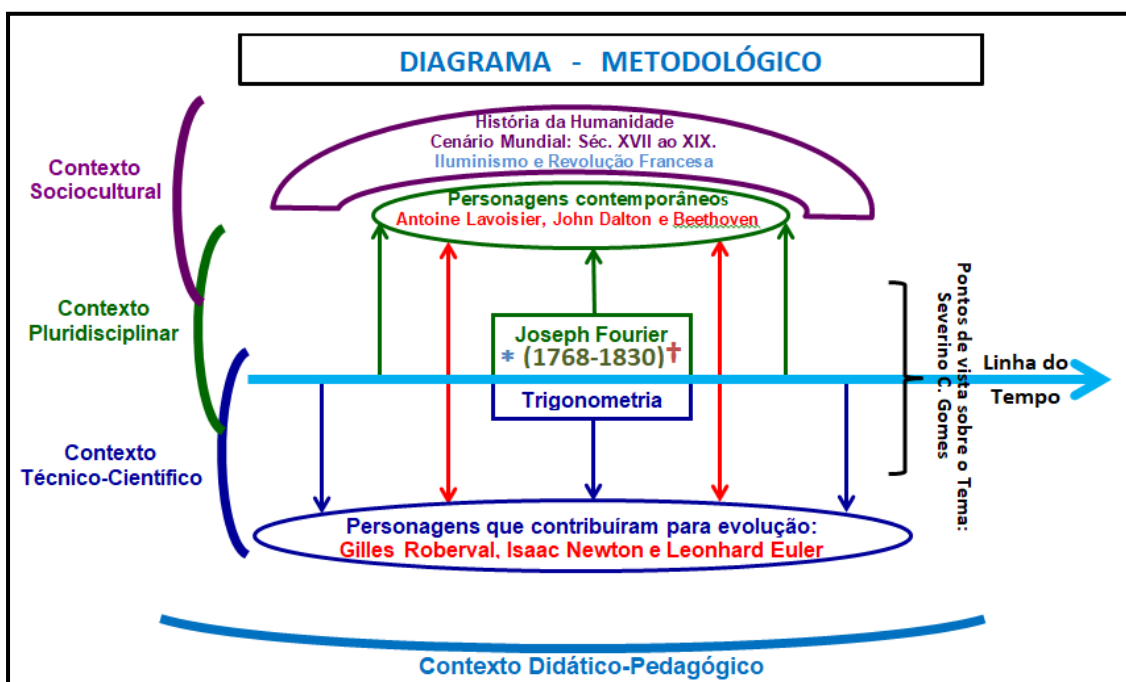 DIAGRAMA - METODOLÓGICO
História da Humanidade
Cenário Mundial: Séc. XVII ao XIX.
Iluminismo e Revolução Francesa
Contexto
Sociocultural
Personagens contemporâneos
Antoine Lavoisier, John Dalton e Beethoven
Contexto
Pluridisciplinar
Joseph Fourier
* (1768-1830)✝
Trigonometria
Pontos de vista sobre o Tema:
Severino C. Gomes
Linha do
Tempo
Contexto
Técnico-Científico
Personagens que contribuíram para evolução:
Gilles Roberval, Isaac Newton e Leonhard Euler
Contexto Didático-Pedagógico